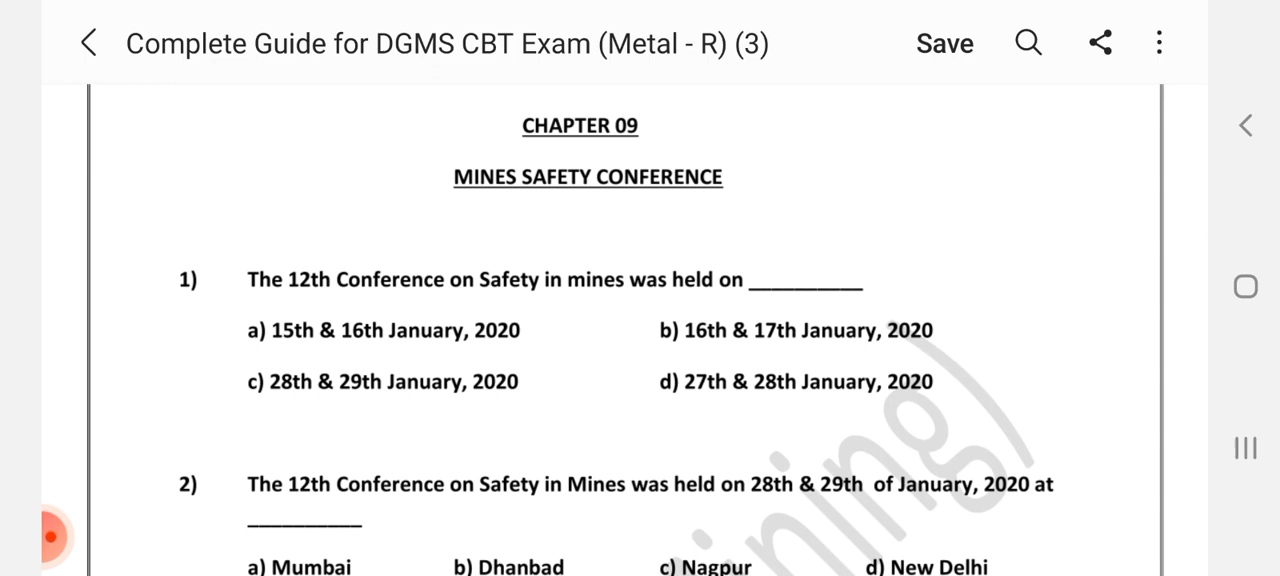 Complete Guide for DGMS CBT Exam (Metal - R) (3) Save
CHAPTER 09
MINES SAFETY CONFERENCE
1) The 12th Conference on Safety in mines was held on __________
a) 15th & 16th January, 2020 b) 16th & 17th January, 2020
c) 28th & 29th January, 2020 d) 27th & 28th January, 2020
2) The 12th Conference on Safety in Mines was held on 28th & 29th of January, 2020 at
__________
a) Mumbai b) Dhanbad c) Nagpur d) New Delhi
ining)